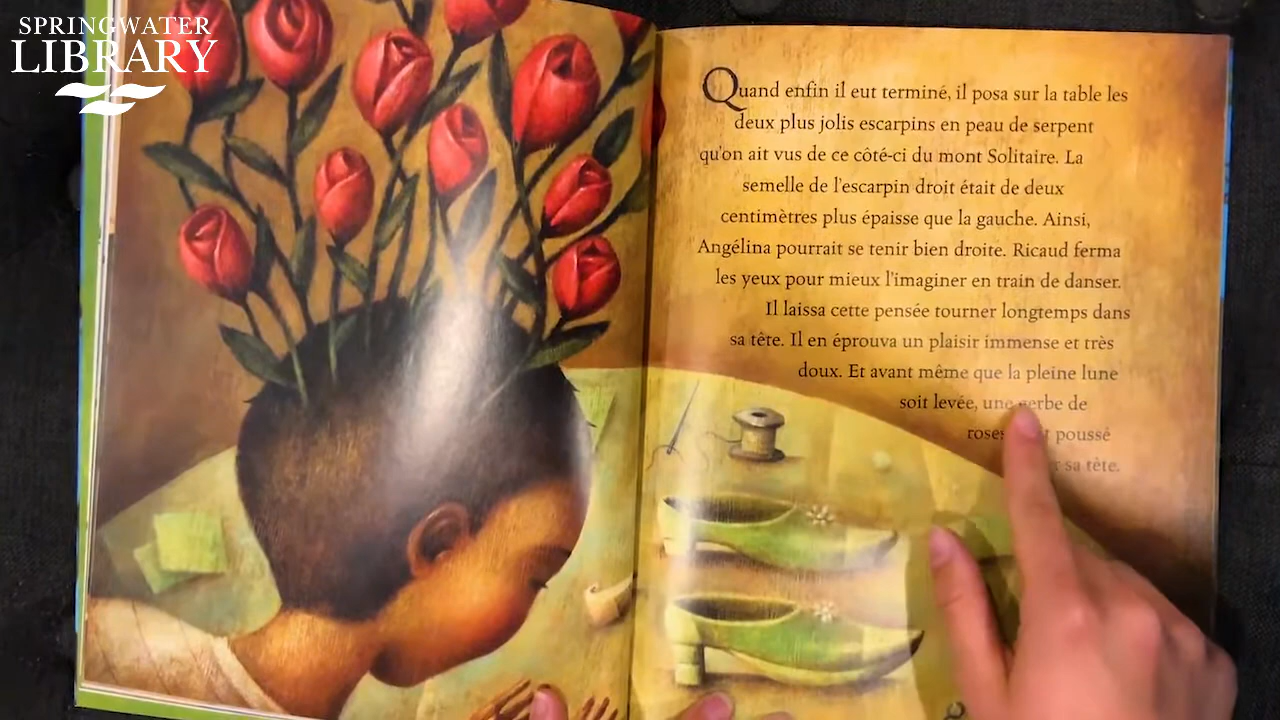 SPRINGWATER
LIBRARY
Quand enfin il eut terminé, il posa sur la table les
deux plus jolis escarpins en peau de serpent
qu'on ait vus de ce côté-ci du mont Solitaire. La
semelle de l'escarpin droit était de deux
centimètres plus épaisse que la gauche. Ainsi,
Angélina pourrait se tenir bien droite. Ricaud ferma
les yeux pour mieux l'imaginer en train de danser.
Il laissa cette pensée tourner longtemps dans
sa tête. Il en éprouva un plaisir immense et très
doux. Et avant même que la pleine lune
soit levée, une gerbe de
roses poussé
sa tête.